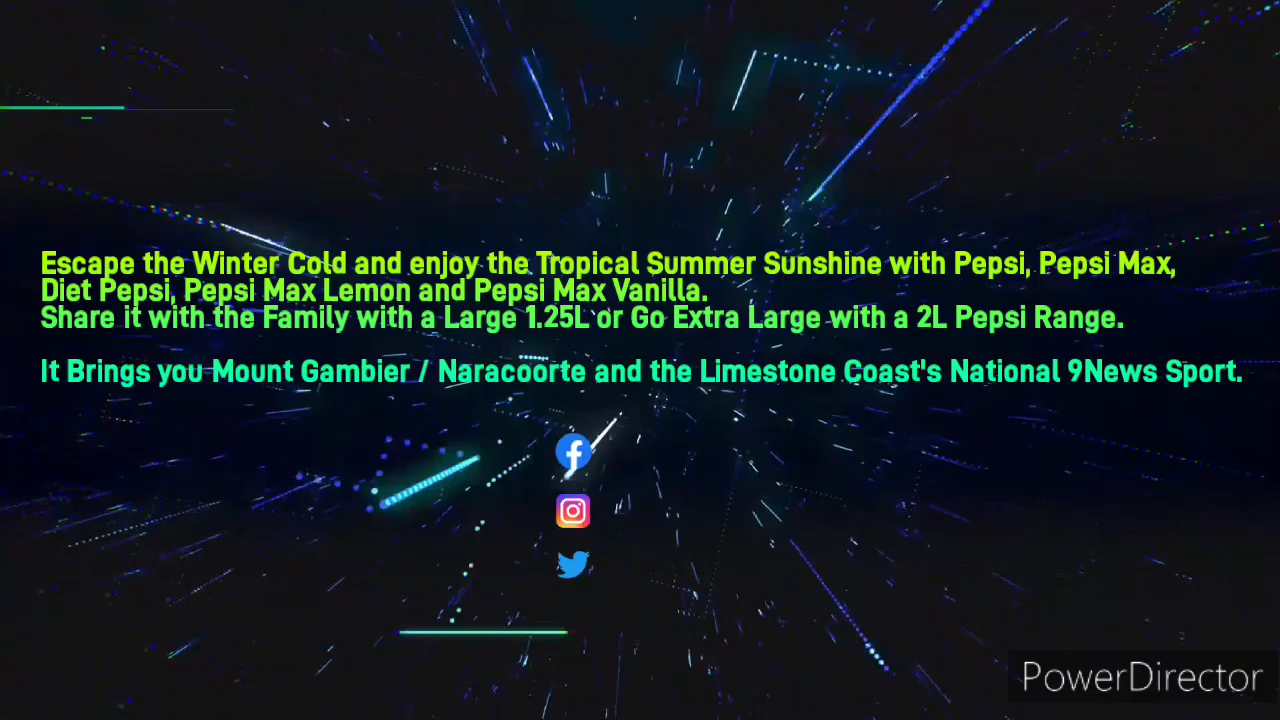 Escape the Winter Cold and enjoy the Tropical Summer Sunshine with Pepsi, Pepsi Max,
Diet Pepsi, Pepsi Max Lemon and Pepsi Max Vanilla.
Share it with the Family with a Large 1.25L or Go Extra Large with a 2L Pepsi Range.
It Brings you Mount Gambier / Naracoorte and the Limestone Coast's National 9News Sport.
PowerDirector